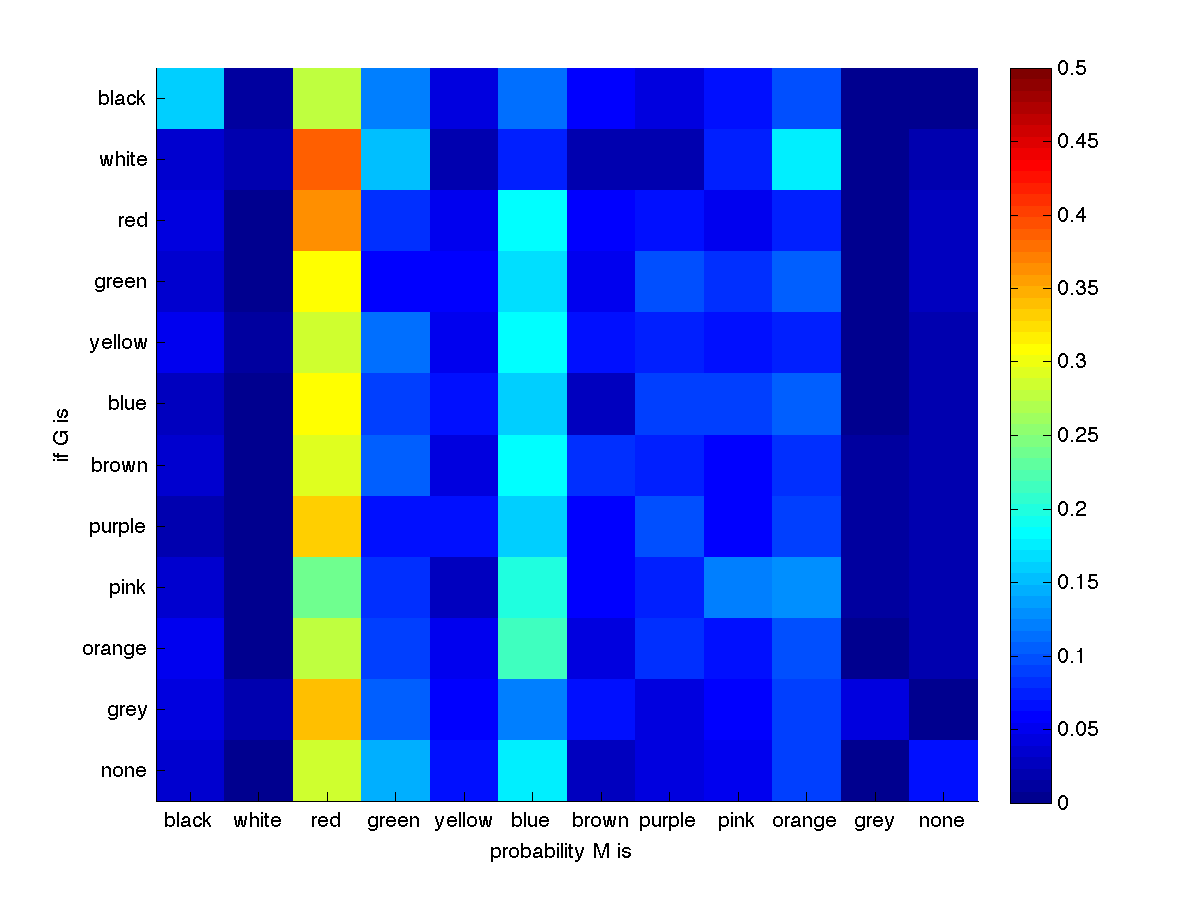 black
white
red
green
yellow
blue
brown
purple
pink
orange
grey
none
if G is
black white red green yellow blue brown purple pink orange grey none
probability M is
0.5
0.45
0.4
0.35
0.3
0.25
0.2
0.15
0.1
0.05
0